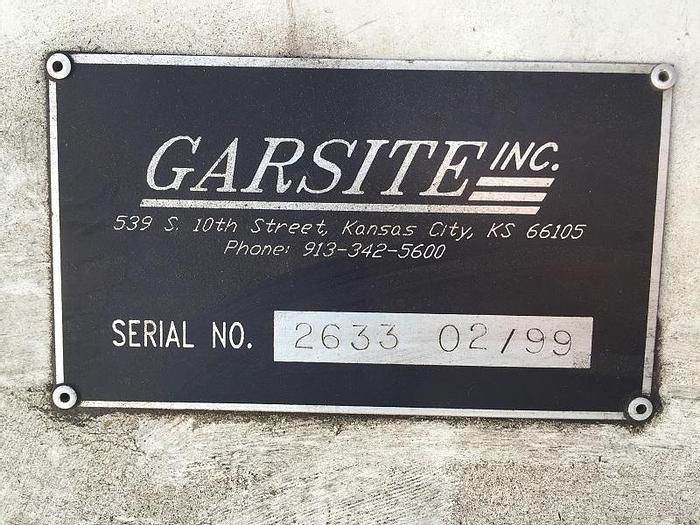 GARSITE INC.
539 S. 10th Street, Kansas City, KS 66105
Phone: 913-342-5600
SERIAL NO. 2633 02/99